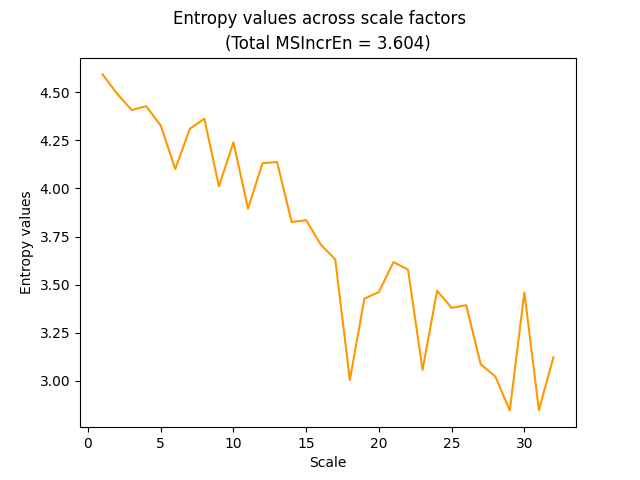 Entropy values across scale factors
(Total MSIncrEn = 3.604)
4.50
4.25
4.00
3.75
3.50
3.25
3.00
Entropy values
0 5 10 15 20 25 30
Scale